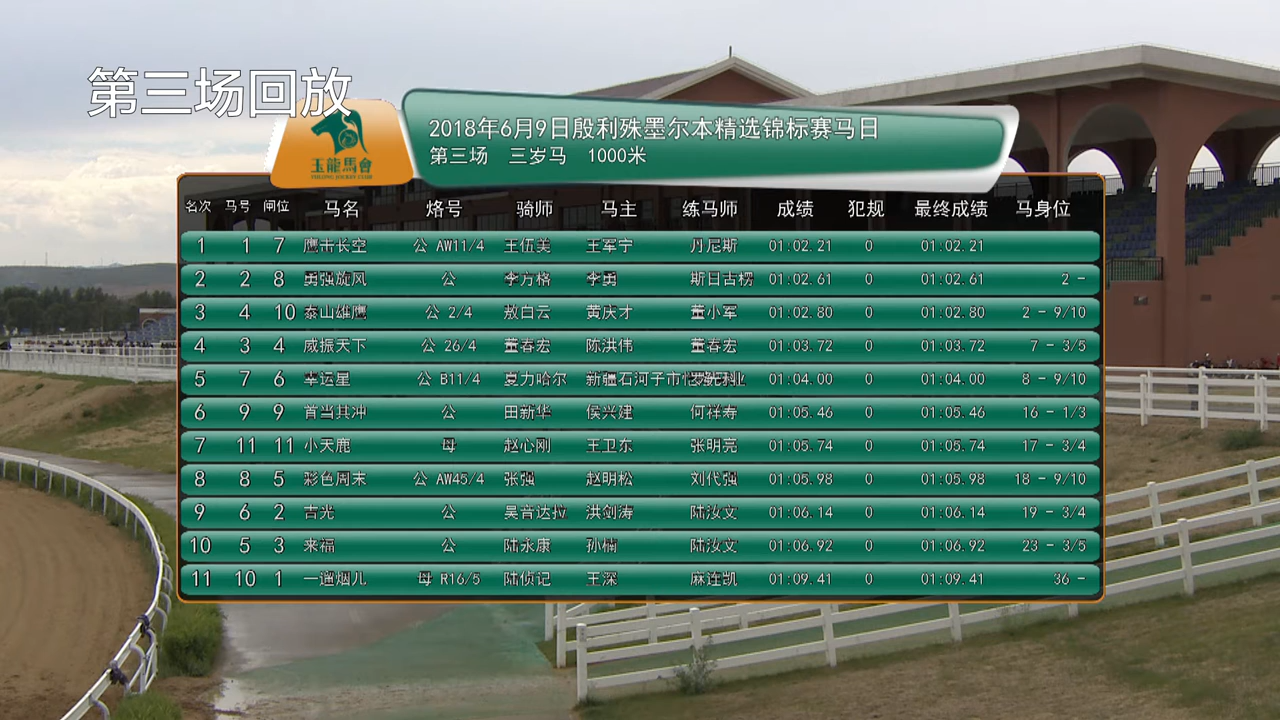 第三场回放
玉龍馬會
2018年6月9日殷利殊墨尔本精选锦标赛马日
第三场 三岁马 1000米
名次 马号 闸位 马名 烙号 骑师 马主 练马师 成绩 犯规 最终成绩 马身位
1 1 7 鹰击长空 公 AW11/4 王伍美 王军宁 丹尼斯 01:02.21 0 01:02.21
2 2 8 勇强旋风 公 李方格 李勇 斯日古楞 01:02.61 0 01:02.61 2 -
3 4 10 泰山雄鹰 公 2/4 敖白云 黄庆才 董小军 01:02.80 0 01:02.80 2 - 9/10
4 3 4 威振天下 公 26/4 董春宏 陈洪伟 董春宏 01:03.72 0 01:03.72 7 - 3/5
5 7 6 幸运星 公 B11/4 夏力哈尔 新疆石河子市 01:04.00 0 01:04.00 8 - 9/10
6 9 9 首当其冲 公 田新华 侯兴建 何祥寿 01:05.46 0 01:05.46 16 - 1/3
7 11 11 小天鹿 母 赵心刚 王卫东 张明亮 01:05.74 0 01:05.74 17 - 3/4
8 8 5 彩色周末 公 AW45/4 张强 赵明松 刘代强 01:05.98 0 01:05.98 18 - 9/10
9 6 2 古光 公 吴音达拉 洪剑涛 陆汝文 01:06.14 0 01:06.14 19 - 3/4
10 5 3 来福 公 陆永康 孙楠 陆汝文 01:06.92 0 01:06.92 23 - 3/5
11 10 1 一遛烟儿 母 R16/5 陆侦记 王深 麻连凯 01:09.41 0 01:09.41 36 -